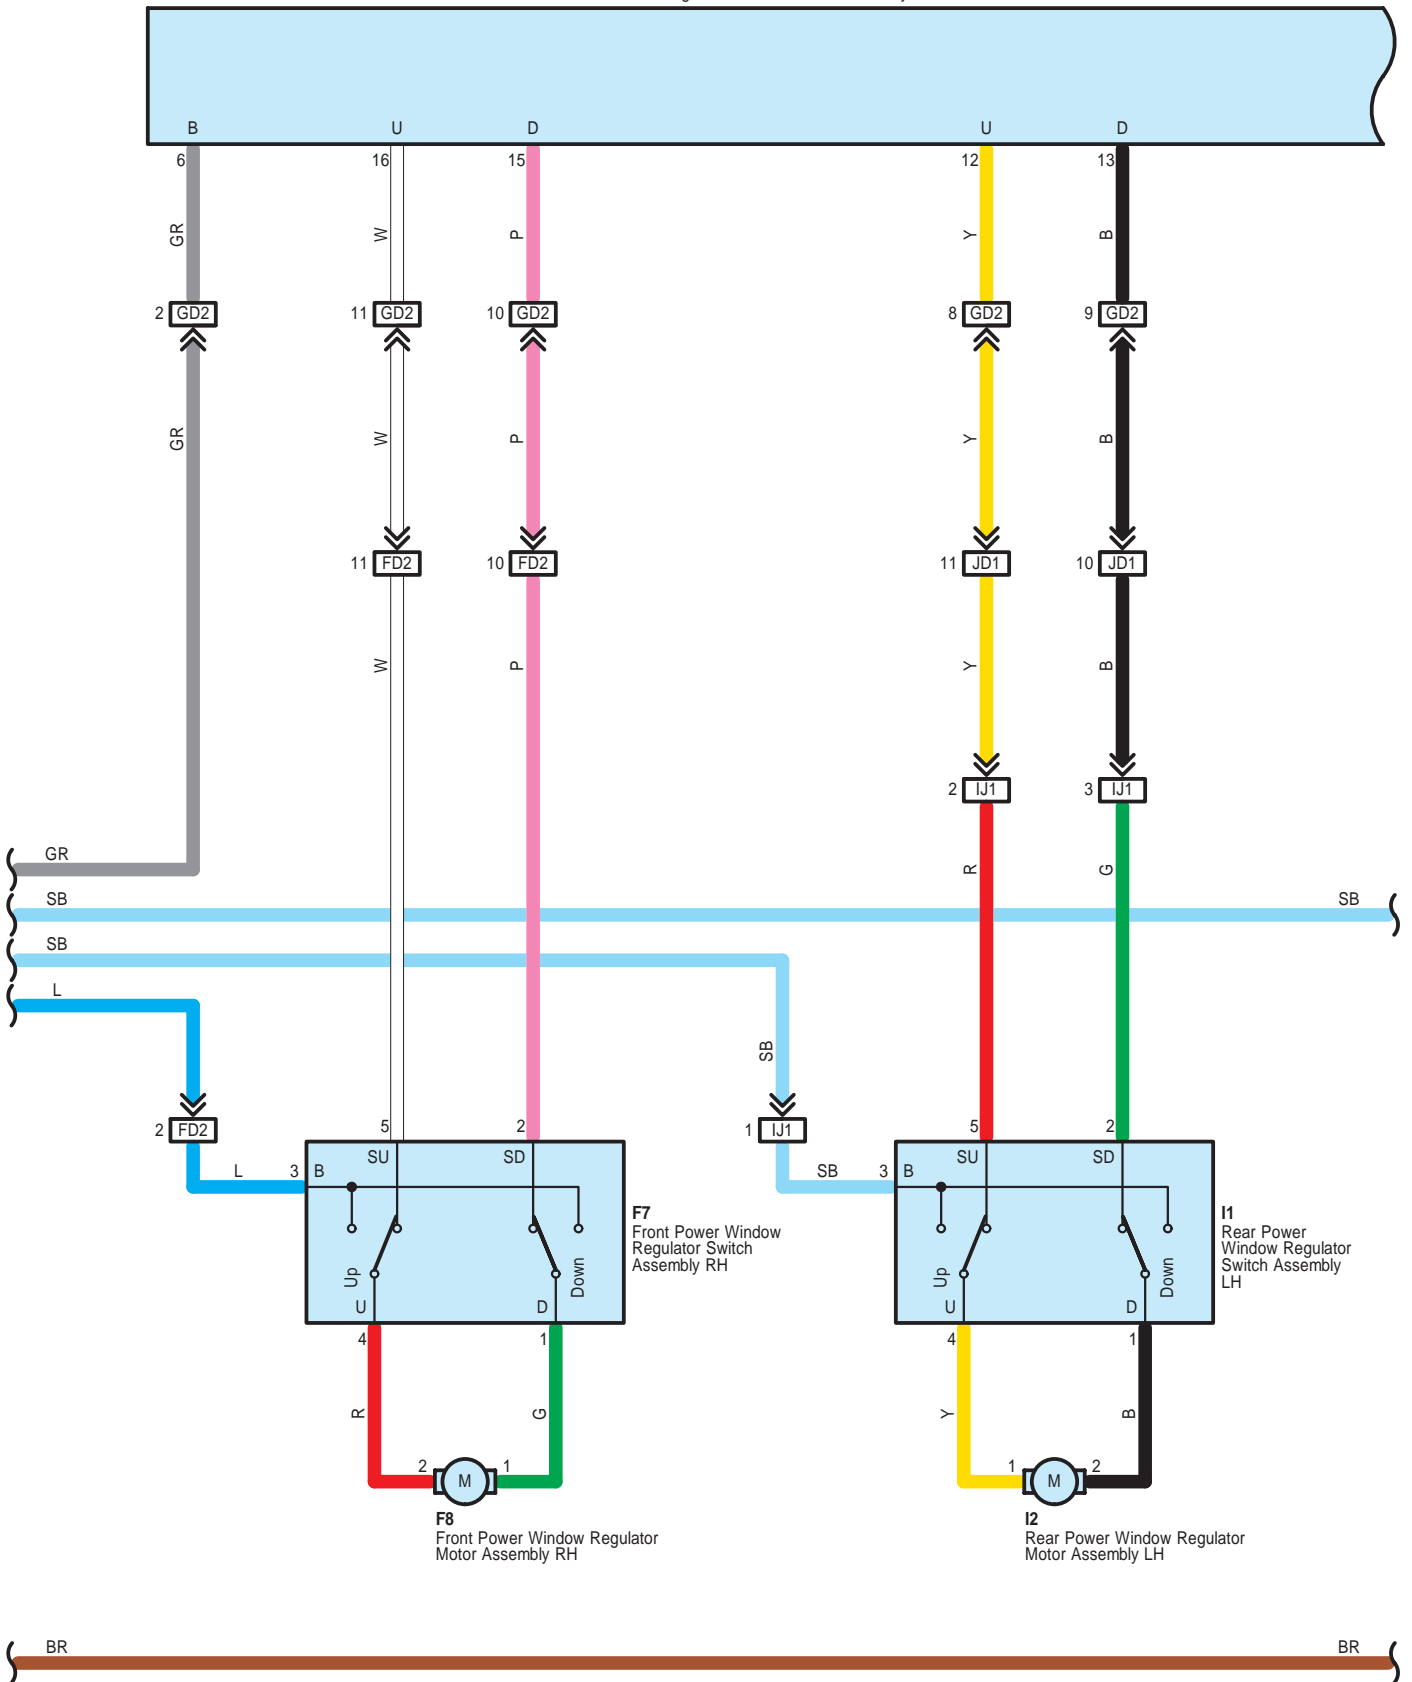 B U D U D
6 16 15 12 13
GR W P Y B
2 GD2 11 GD2 10 GD2 8 GD2 9 GD2
GR W P Y B
11 FD2 10 FD2 11 JD1 10 JD1
W P Y B
2 IJ1 3 IJ1
GR R G
SB SB
SB
L
SB
2 FD2 5 2 1 IJ1 5 2
L 3 B SU SD SB 3 B SU SD
F7
Front Power Window
Regulator Switch
Assembly RH
I1
Rear Power
Window Regulator
Switch Assembly
LH
Up Down Up Down
U D U D
4 1 4 1
R G Y B
2 M 1 1 M 2
F8
Front Power Window Regulator
Motor Assembly RH
I2
Rear Power Window Regulator
Motor Assembly LH
BR BR